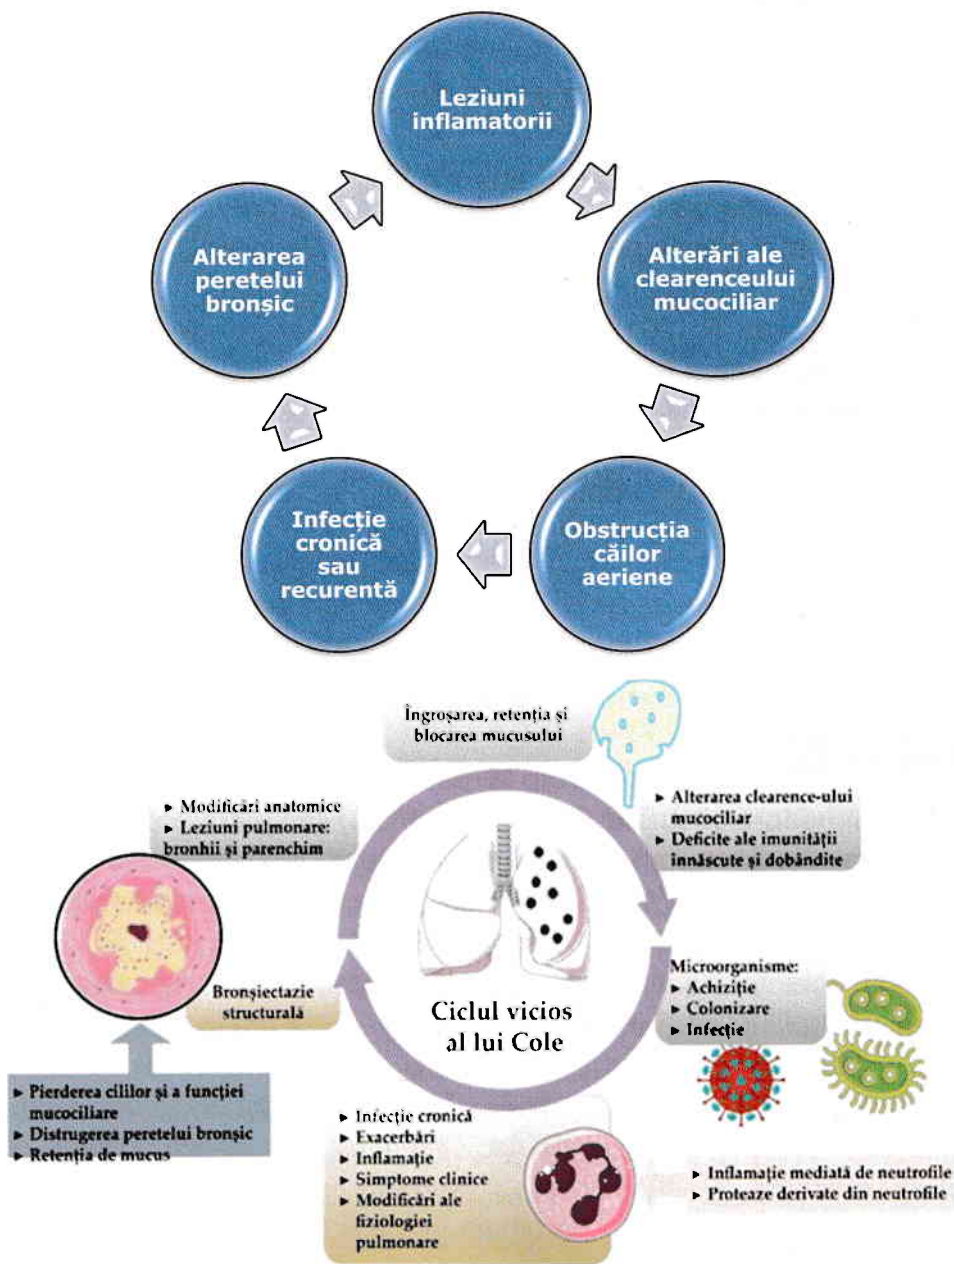 Leziuni
inflamatorii
Alterări ale
clearenceului
mucociliar
Obstrucția
căilor
aeriene
Infecție
cronică
sau
recurentă
Alterarea
peretelui
bronșic
Îngroșarea, retenția și
blocarea mucusului
▸ Alterarea clearence-ului
mucociliar
▸ Deficite ale imunității
înnăscute și dobândite
Microorganisme:
▸ Achiziție
▸ Colonizare
▸ Infecție
▸ Inflamație mediată de neutrofile
▸ Proteaze derivate din neutrofile
▸ Infecție cronică
▸ Exacerbări
▸ Inflamație
▸ Simptome clinice
▸ Modificări ale
fiziologiei
pulmonare
▸ Pierderea cililor și a funcției
mucociliare
▸ Distrugerea peretelui bronșic
▸ Retenția de mucus
Bronșiectazie
structurală
▸ Modificări anatomice
▸ Leziuni pulmonare:
bronhii și parenchim
Ciclul vicios
al lui Cole